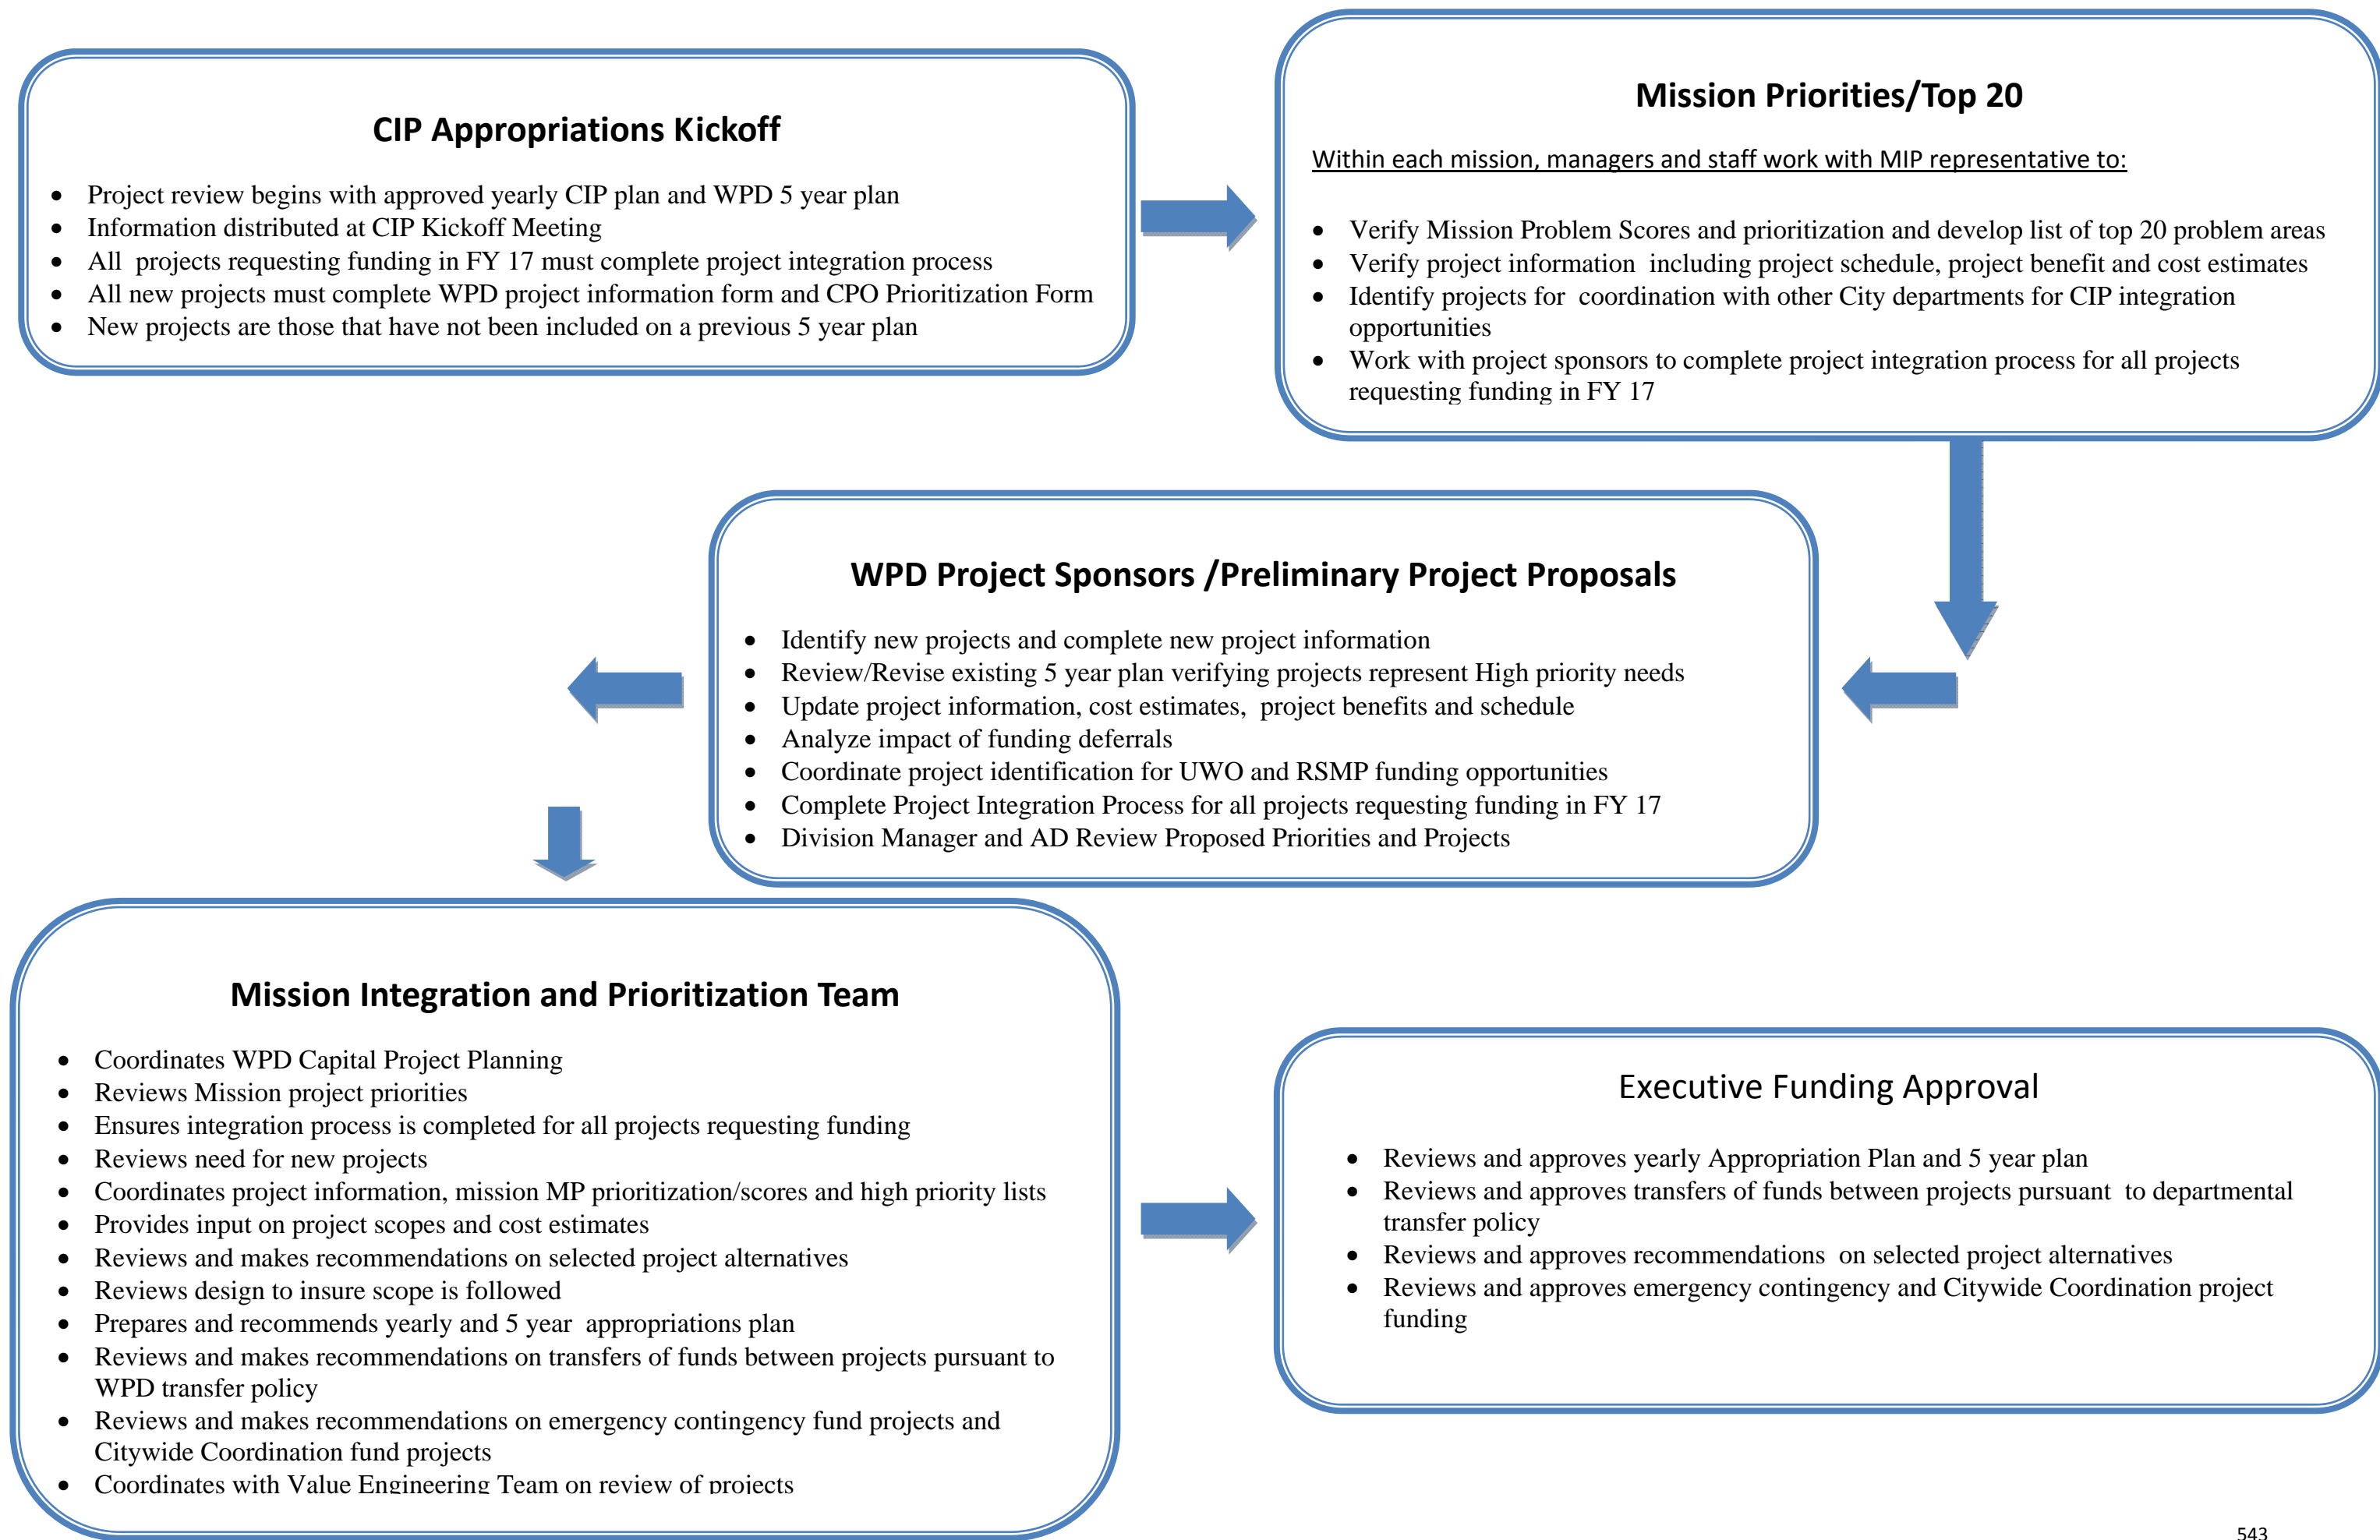 CIP Appropriations Kickoff
• Project review begins with approved yearly CIP plan and WPD 5 year plan
• Information distributed at CIP Kickoff Meeting
• All projects requesting funding in FY 17 must complete project integration process
• All new projects must complete WPD project information form and CPO Prioritization Form
• New projects are those that have not been included on a previous 5 year plan
Mission Priorities/Top 20
Within each mission, managers and staff work with MIP representative to:
• Verify Mission Problem Scores and prioritization and develop list of top 20 problem areas
• Verify project information including project schedule, project benefit and cost estimates
• Identify projects for coordination with other City departments for CIP integration
opportunities
• Work with project sponsors to complete project integration process for all projects
requesting funding in FY 17
WPD Project Sponsors /Preliminary Project Proposals
• Identify new projects and complete new project information
• Review/Revise existing 5 year plan verifying projects represent High priority needs
• Update project information, cost estimates, project benefits and schedule
• Analyze impact of funding deferrals
• Coordinate project identification for UWO and RSMP funding opportunities
• Complete Project Integration Process for all projects requesting funding in FY 17
• Division Manager and AD Review Proposed Priorities and Projects
Mission Integration and Prioritization Team
• Coordinates WPD Capital Project Planning
• Reviews Mission project priorities
• Ensures integration process is completed for all projects requesting funding
• Reviews need for new projects
• Coordinates project information, mission MP prioritization/scores and high priority lists
• Provides input on project scopes and cost estimates
• Reviews and makes recommendations on selected project alternatives
• Reviews design to insure scope is followed
• Prepares and recommends yearly and 5 year appropriations plan
• Reviews and makes recommendations on transfers of funds between projects pursuant to
WPD transfer policy
• Reviews and makes recommendations on emergency contingency fund projects and
Citywide Coordination fund projects
• Coordinates with Value Engineering Team on review of projects
Executive Funding Approval
• Reviews and approves yearly Appropriation Plan and 5 year plan
• Reviews and approves transfers of funds between projects pursuant to departmental
transfer policy
• Reviews and approves recommendations on selected project alternatives
• Reviews and approves emergency contingency and Citywide Coordination project
funding
543